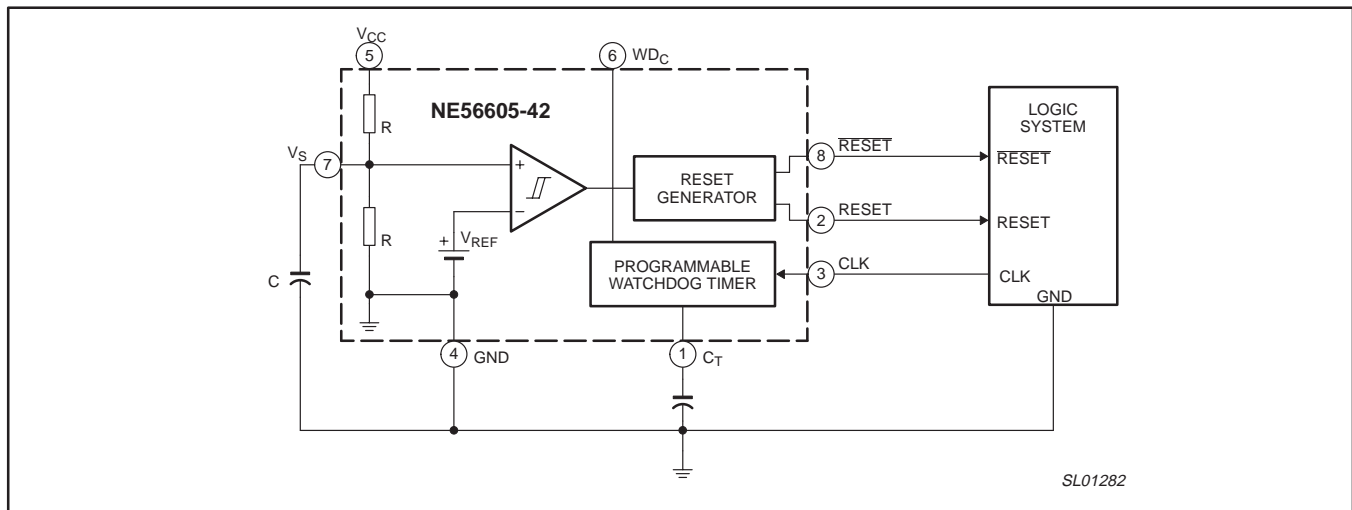 VCC
5
6
WDC
NE56605-42
R
VS
7
R
C
+
−
+
VREF
RESET
GENERATOR
PROGRAMMABLE
WATCHDOG TIMER
8
RESET
2
RESET
3
CLK
LOGIC
SYSTEM
RESET
RESET
CLK
GND
4
GND
1
CT
SL01282